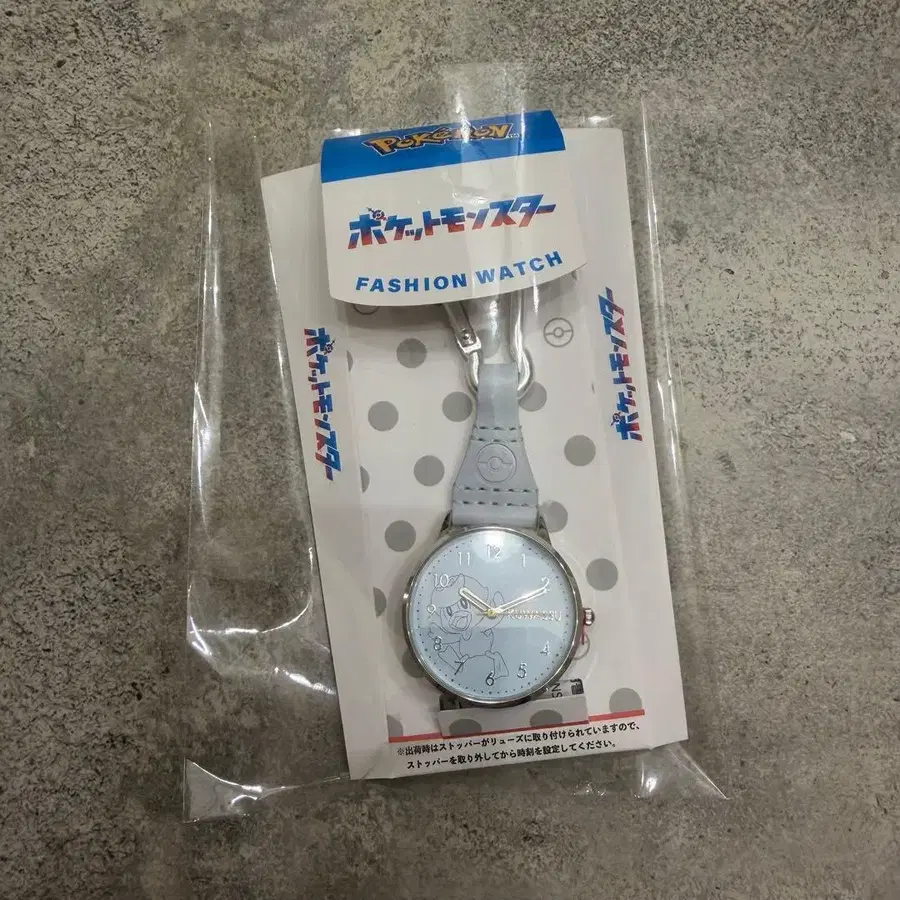 POKéMON
ポケットモンスター
FASHION WATCH
ポケットモンスター
ポケットモンスター
12
11
1
10
2
9
KUWASSU
8
4
7
5
6
※出荷時はストッパーがリューズに取り付けられていますので、
ストッパーを取り外してから時刻を設定してください。